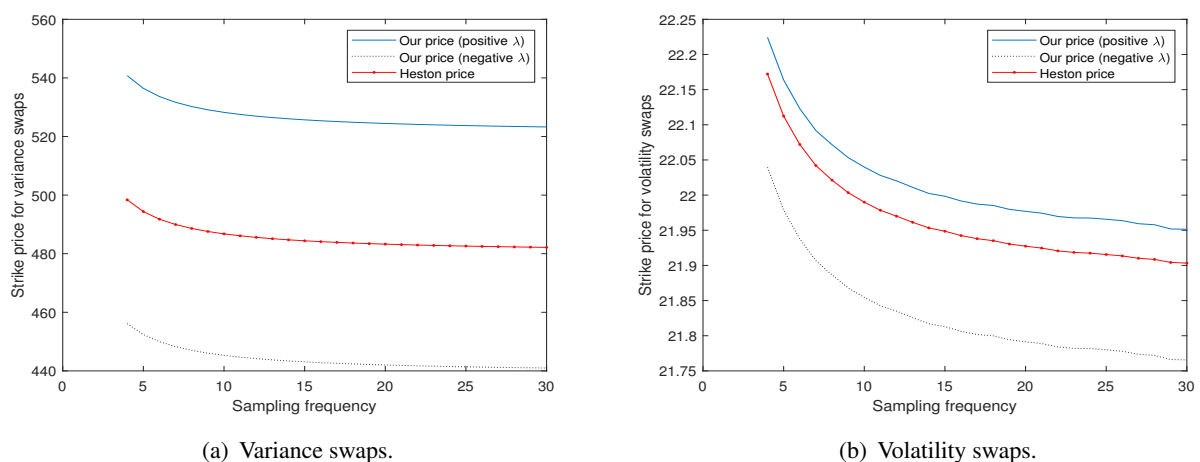 560
540
520
500
480
460
440
0
5
10
15
20
25
30
Strike price for variance swaps
Sampling frequency
Our price (positive λ)
Our price (negative λ)
Heston price
(a) Variance swaps.
22.25
22.2
22.15
22.1
22.05
22
21.95
21.9
21.85
21.8
21.75
0
5
10
15
20
25
30
Strike price for volatility swaps
Sampling frequency
Our price (positive λ)
Our price (negative λ)
Heston price
(b) Volatility swaps.